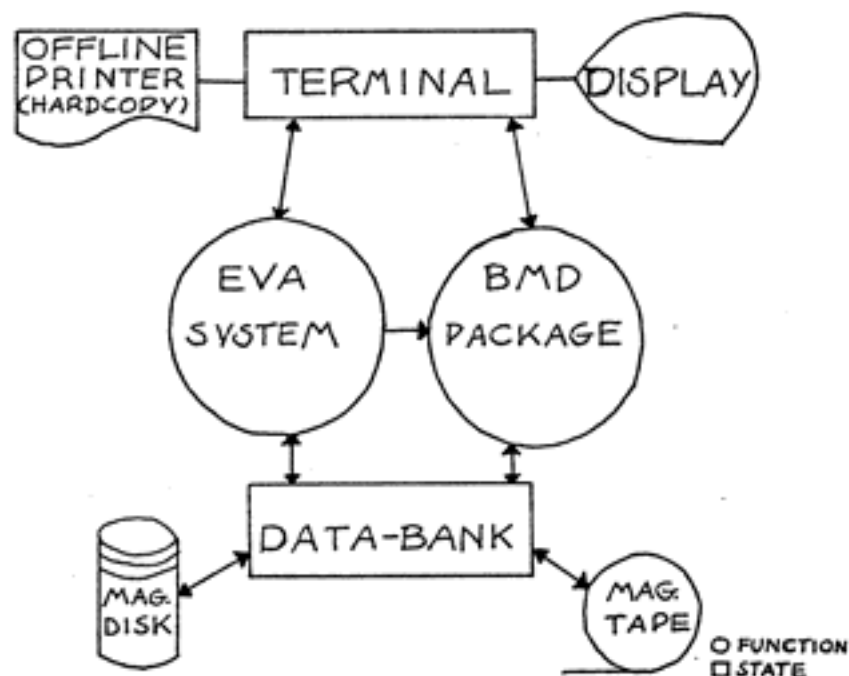 OFFLINE
PRINTER
(HARDCOPY)
TERMINAL
DISPLAY
EVA
SYSTEM
BMD
PACKAGE
DATA-BANK
MAG.
DISK
MAG.
TAPE
FUNCTION
STATE